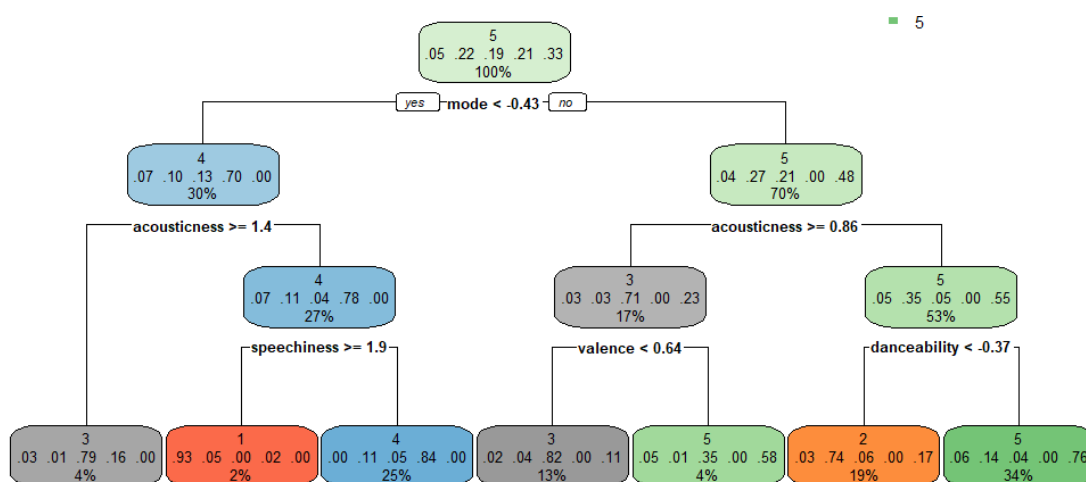 5
5
.05 .22 .19 .21 .33
100%
yes mode < -0.43 no
4
.07 .10 .13 .70 .00
30%
5
.04 .27 .21 .00 .48
70%
acousticness >= 1.4
acousticness >= 0.86
4
.07 .11 .04 .78 .00
27%
3
.03 .03 .71 .00 .23
17%
5
.05 .35 .05 .00 .55
53%
speechiness >= 1.9
valence < 0.64
danceability < -0.37
3
.03 .01 .79 .16 .00
4%
1
.93 .05 .00 .02 .00
2%
4
.00 .11 .05 .84 .00
25%
3
.02 .04 .82 .00 .11
13%
5
.05 .01 .35 .00 .58
4%
2
.03 .74 .06 .00 .17
19%
5
.06 .14 .04 .00 .76
34%